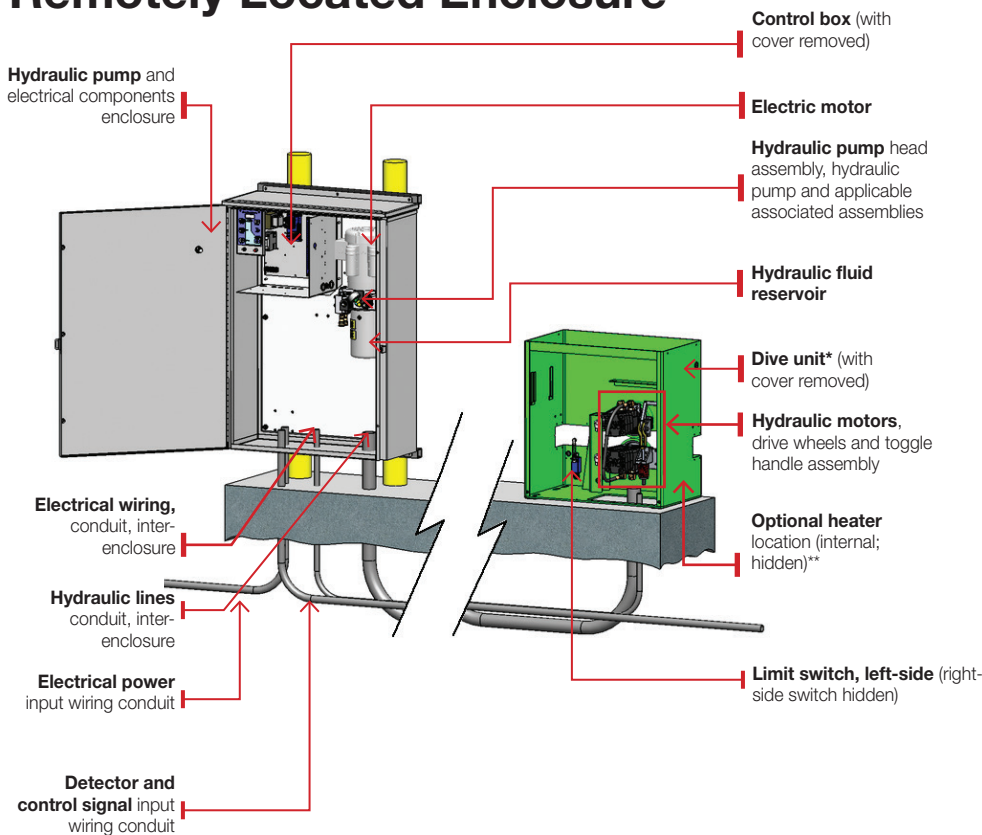 Remotely Located Enclosure
Control box (with
cover removed)
Hydraulic pump and
electrical components
enclosure
Electric motor
Hydraulic pump head
assembly, hydraulic
pump and applicable
associated assemblies
Hydraulic fluid
reservoir
Dive unit* (with
cover removed)
Hydraulic motors,
drive wheels and toggle
handle assembly
Electrical wiring,
conduit, inter-
enclosure
Optional heater
location (internal;
hidden)**
Hydraulic lines
conduit, inter-
enclosure
Electrical power
input wiring conduit
Limit switch, left-side (right-
side switch hidden)
Detector and
control signal input
wiring conduit